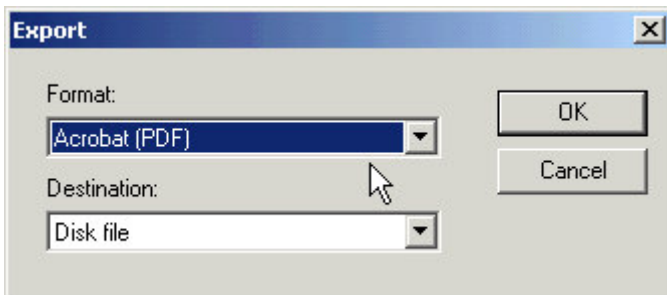 Export
Format:
Acrobat (PDF)
OK
Cancel
Destination:
Disk file